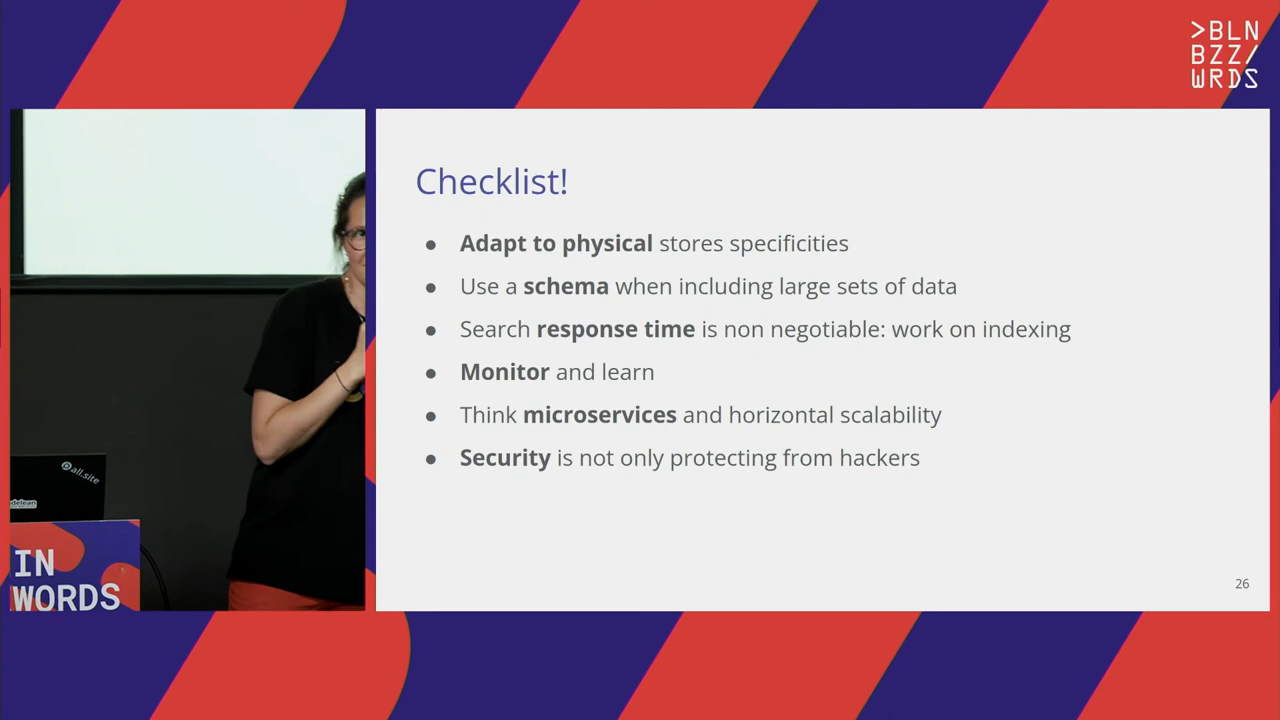 >BLN
BZZ/
WRDS
Checklist!
● Adapt to physical stores specificities
● Use a schema when including large sets of data
● Search response time is non negotiable: work on indexing
● Monitor and learn
● Think microservices and horizontal scalability
● Security is not only protecting from hackers
26
all.site
IN
WORDS